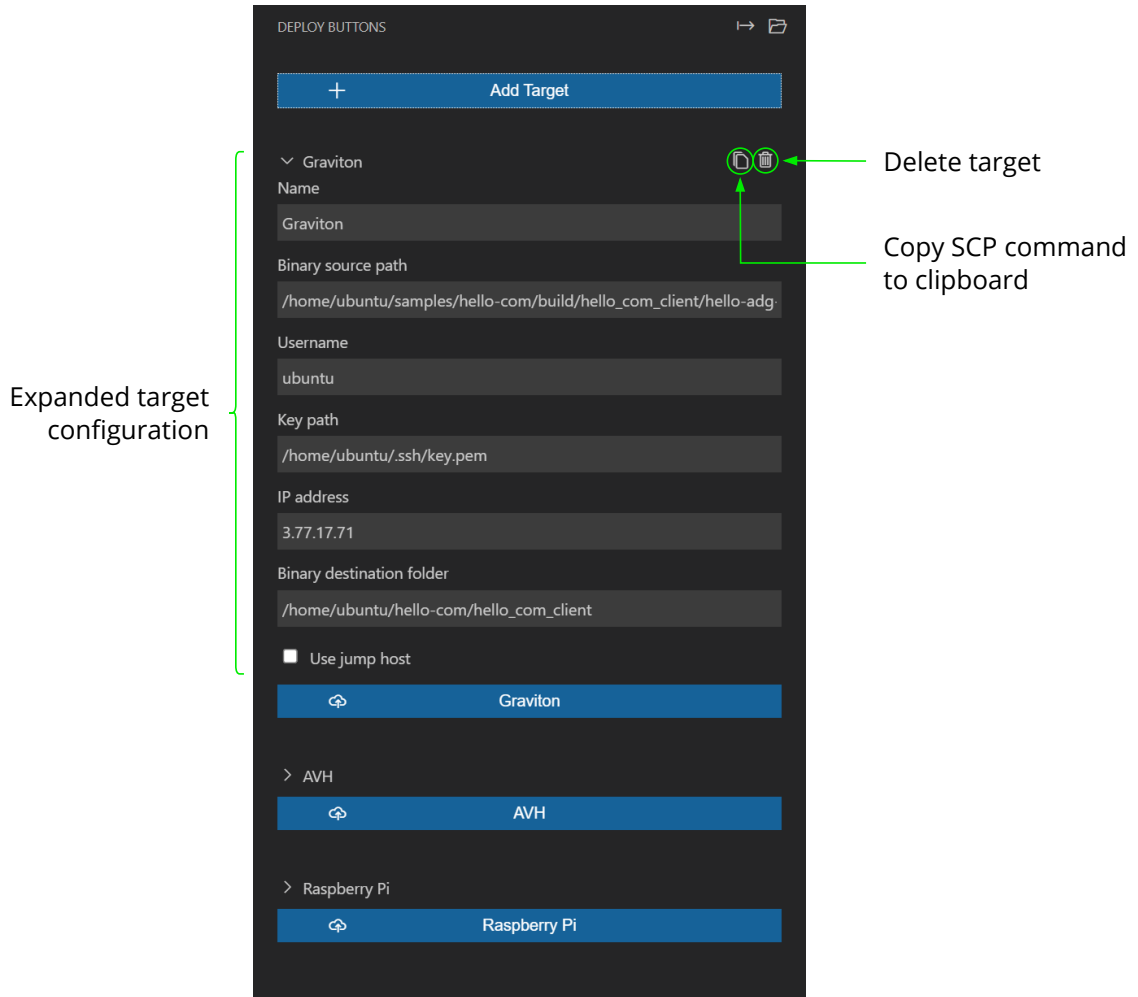 DEPLOY BUTTONS
Add Target
Graviton
Delete target
Name
Graviton
Copy SCP command
to clipboard
Binary source path
/home/ubuntu/samples/hello-com/build/hello_com_client/hello-adg-
Username
ubuntu
Expanded target
configuration
Key path
/home/ubuntu/.ssh/key.pem
IP address
3.77.17.71
Binary destination folder
/home/ubuntu/hello-com/hello_com_client
Use jump host
Graviton
AVH
AVH
Raspberry Pi
Raspberry Pi